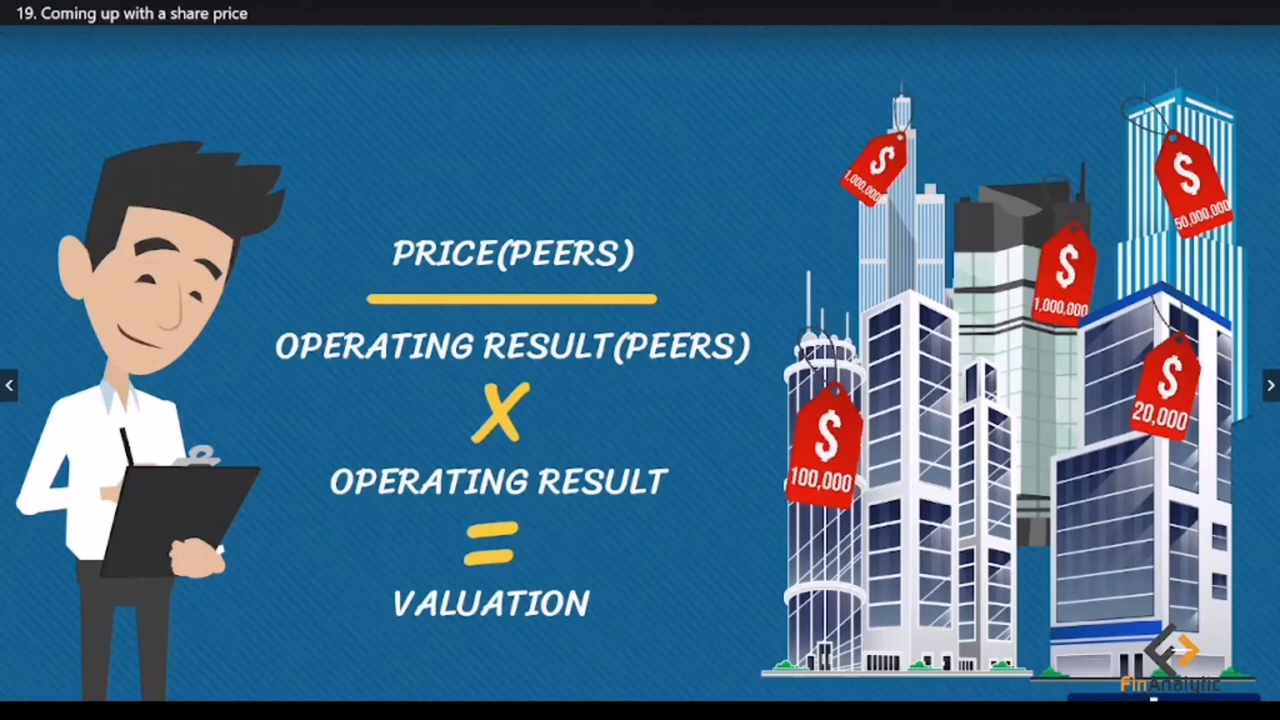 19. Coming up with a share price
PRICE(PEERS)
OPERATING RESULT(PEERS)
X
OPERATING RESULT
=
VALUATION
$
1,000,000
$
50,000,000
$
1,000,000
$
20,000
$
100,000
FinAnalytic